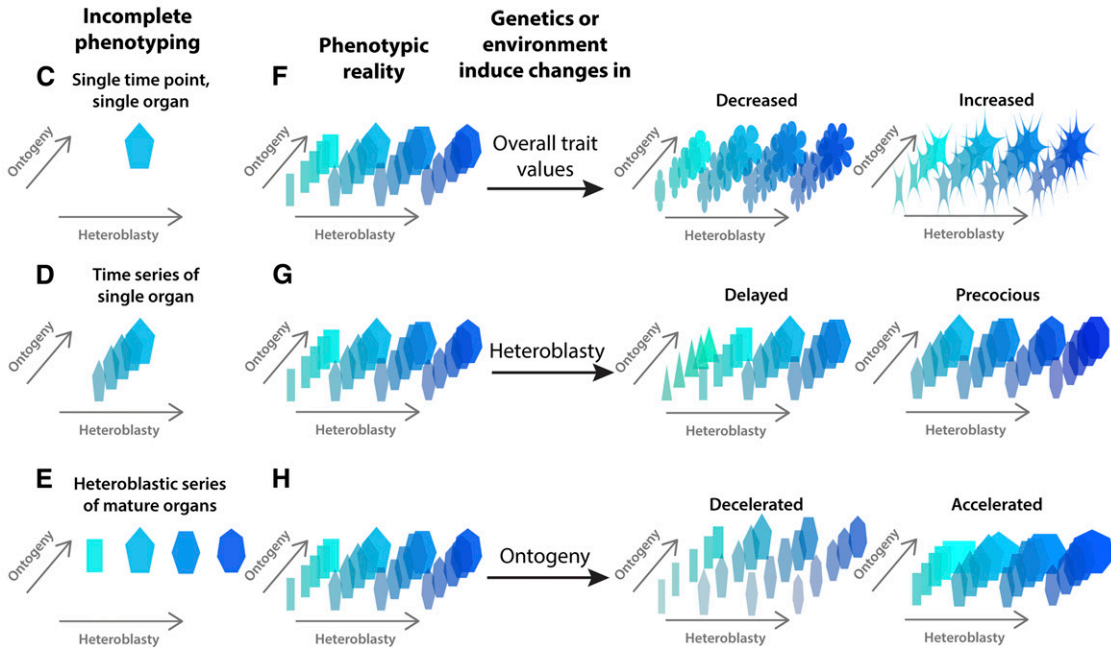 Incomplete
phenotyping
Phenotypic
reality
Genetics or
environment
induce changes in
C
Single time point,
single organ
Ontogeny
Heteroblasty
F
Ontogeny
Heteroblasty
Overall trait
values
Decreased
Ontogeny
Heteroblasty
Increased
Ontogeny
Heteroblasty
D
Time series of
single organ
Ontogeny
Heteroblasty
G
Ontogeny
Heteroblasty
Heteroblasty
Delayed
Ontogeny
Heteroblasty
Precocious
Ontogeny
Heteroblasty
E
Heteroblastic series
of mature organs
Ontogeny
Heteroblasty
H
Ontogeny
Heteroblasty
Ontogeny
Decelerated
Ontogeny
Heteroblasty
Accelerated
Ontogeny
Heteroblasty